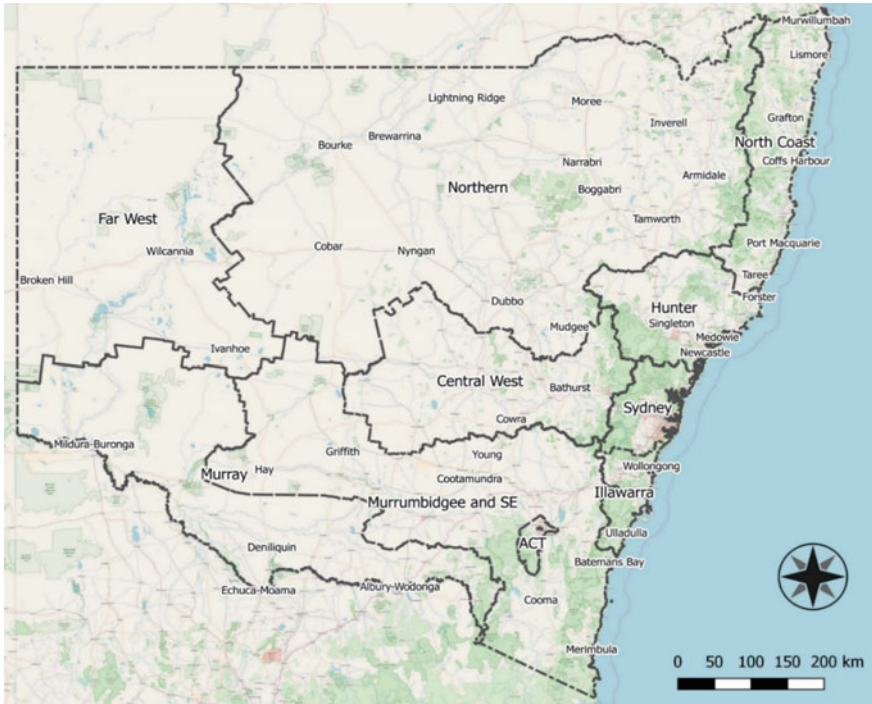 Murwillumbah
Lismore
Lightning Ridge
Moree
Inverell
Grafton
Brewarrina
Bourke
North Coast
Coffs Harbour
Narrabri
Armidale
Northern
Boggabri
Far West
Tamworth
Cobar
Nyngan
Port Macquarie
Wilcannia
Taree
Broken Hill
Forster
Dubbo
Hunter
Singleton
Mudgee
Medowie
Ivanhoe
Newcastle
Central West
Bathurst
Sydney
Cowra
Mildura-Buronga
Griffith
Young
Wollongong
Murray
Hay
Cootamundra
Illawarra
Murrumbidgee and SE
Ulladulla
ACT
Deniliquin
Batemans Bay
Echuca-Moama
Albury-Wodonga
Cooma
Merimbula
0 50 100 150 200 km